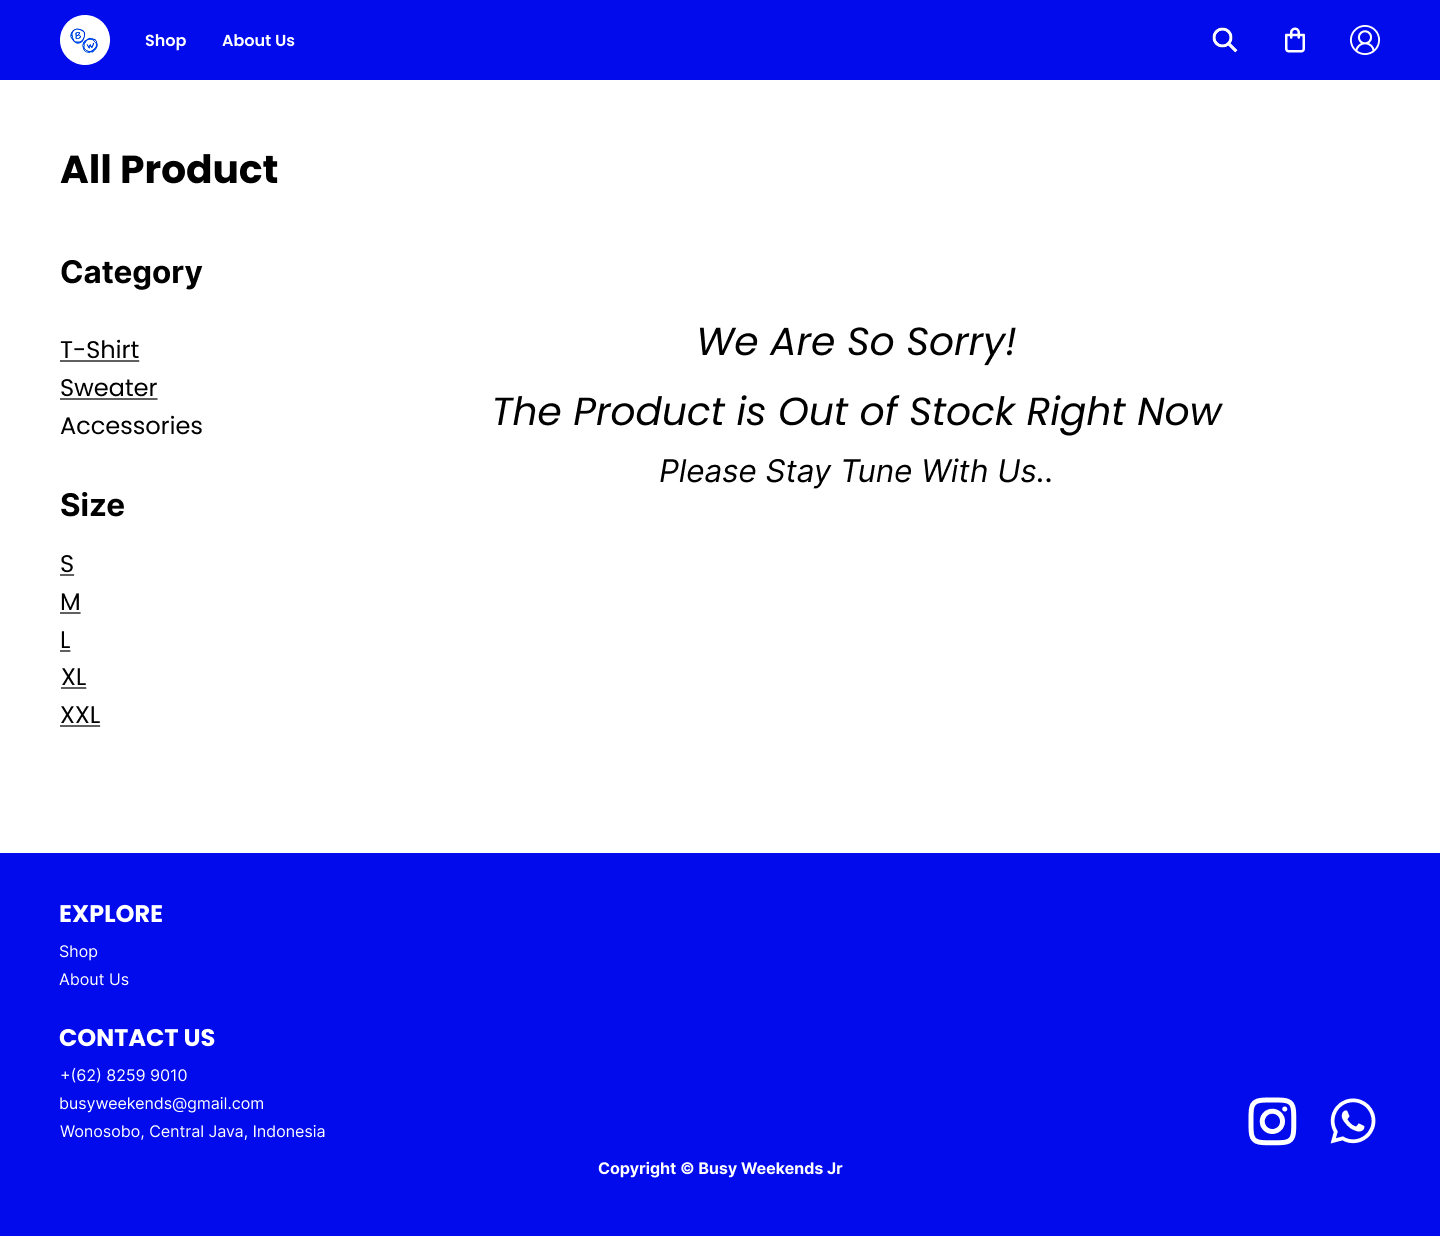 B
W
Shop
About Us
All Product
Category
T-Shirt
Sweater
Accessories
Size
S
M
L
XL
XXL
We Are So Sorry!
The Product is Out of Stock Right Now
Please Stay Tune With Us..
EXPLORE
Shop
About Us
CONTACT US
+(62) 8259 9010
busyweekends@gmail.com
Wonosobo, Central Java, Indonesia
Copyright © Busy Weekends Jr